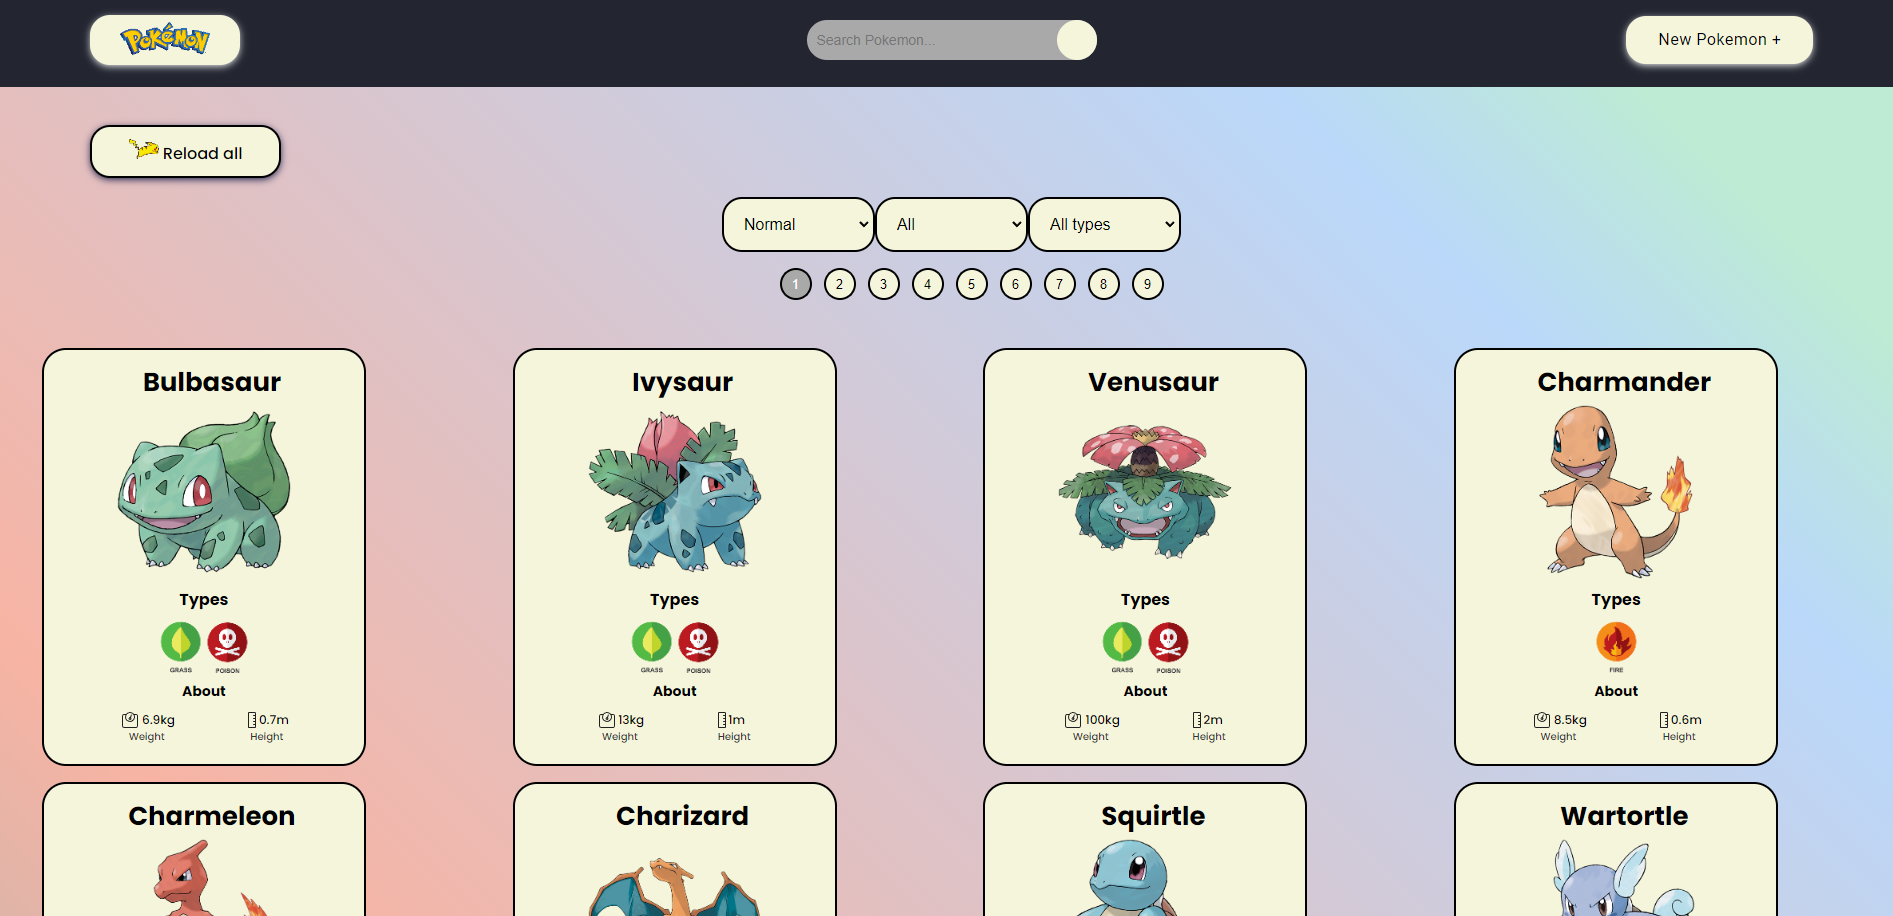 Pokémon
Search Pokemon...
New Pokemon +
Reload all
Normal All All types
1 2 3 4 5 6 7 8 9
Bulbasaur Ivysaur Venusaur Charmander
Types Types Types Types
GRASS POISON GRASS POISON GRASS POISON FIRE
About About About About
6.9kg 0.7m 13kg 1m 100kg 2m 8.5kg 0.6m
Weight Height Weight Height Weight Height Weight Height
Charmeleon Charizard Squirtle Wartortle